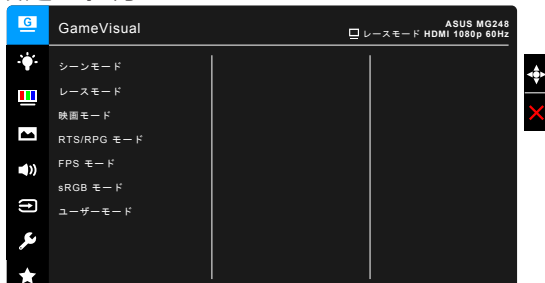 G
GameVisual
ASUS MG248
レースモード HDMI 1080p 60Hz
シーンモード
レースモード
映画モード
RTS/RPG モード
FPS モード
sRGB モード
ユーザーモード